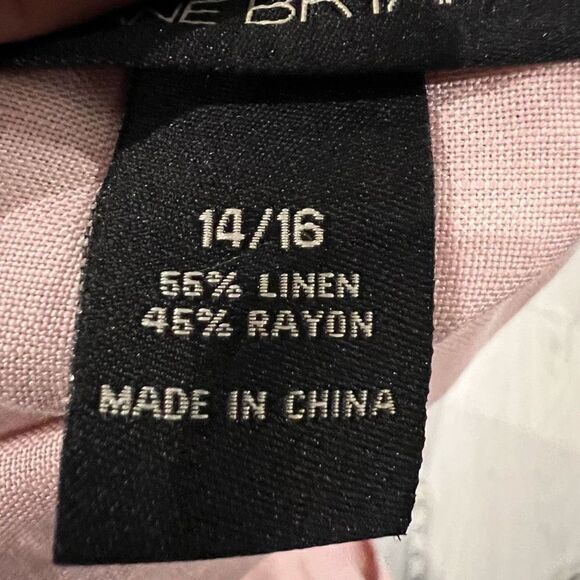 14/16
55% LINEN
45% RAYON
MADE IN CHINA